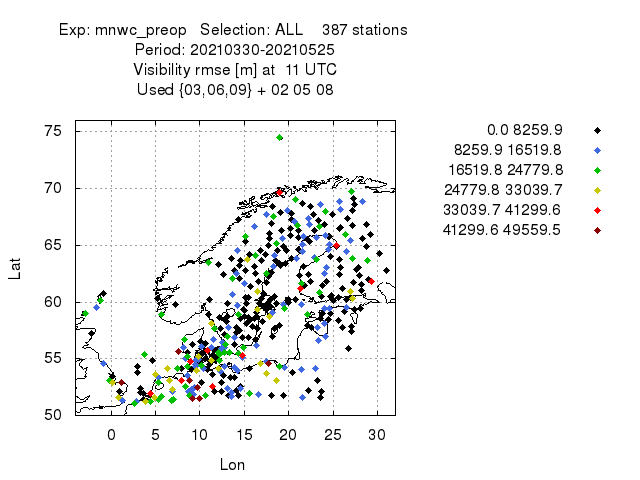 Exp: mnwc_preop   Selection: ALL    387 stations
Period: 20210330-20210525
Visibility rmse [m] at  11 UTC
Used {03,06,09} + 02 05 08
0.0 8259.9
8259.9 16519.8
16519.8 24779.8
24779.8 33039.7
33039.7 41299.6
41299.6 49559.5
75
70
65
60
55
50
Lat
0 5 10 15 20 25 30
Lon